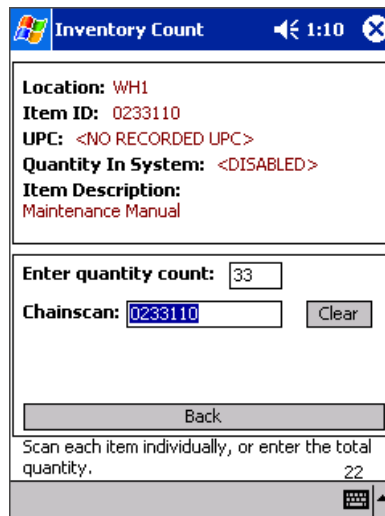 Inventory Count 1:10
Location: WH1
Item ID: 0233110
UPC: <NO RECORDED UPC>
Quantity In System: <DISABLED>
Item Description:
Maintenance Manual
Enter quantity count: 33
Chainscan: 0233110 Clear
Back
Scan each item individually, or enter the total
quantity.
22